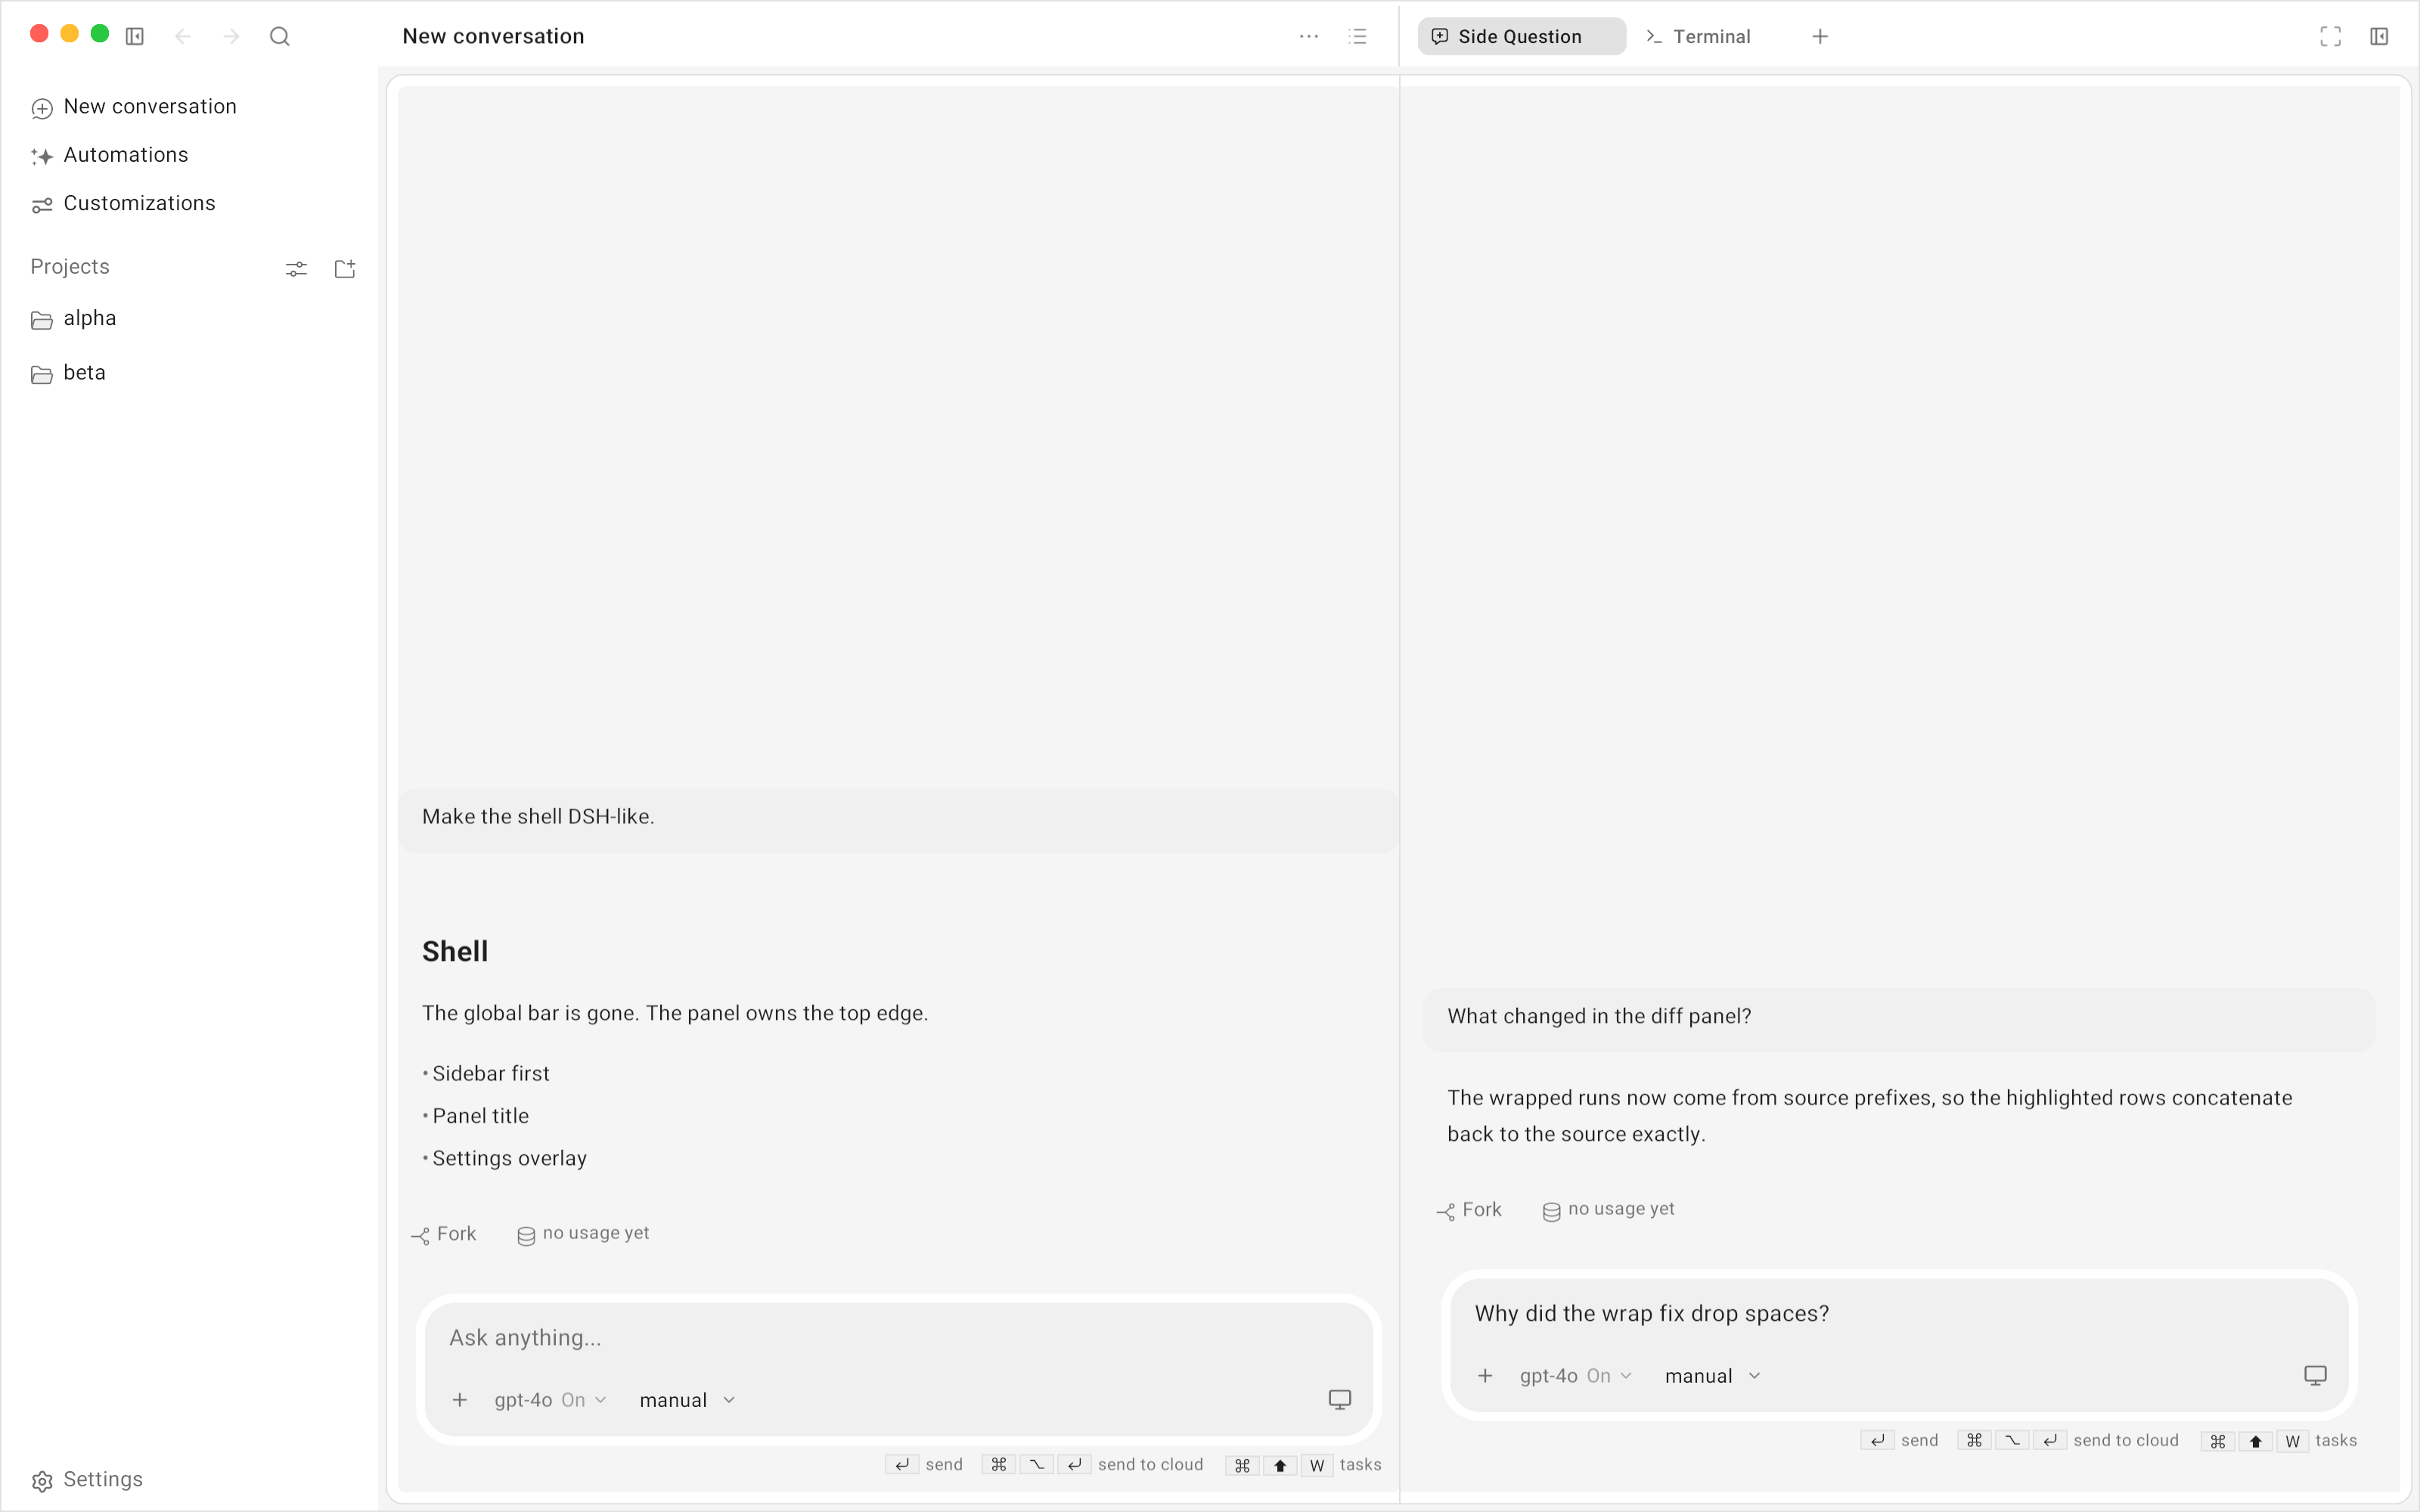 New conversation
Side Question
Terminal
New conversation
Automations
Customizations
Projects
alpha
beta
Settings
Make the shell DSH-like.
Shell
The global bar is gone. The panel owns the top edge.
• Sidebar first
• Panel title
• Settings overlay
Fork no usage yet
Ask anything...
gpt-4o On manual
send ⌘ ⌥ send to cloud ⌘ W tasks
What changed in the diff panel?
The wrapped runs now come from source prefixes, so the highlighted rows concatenate
back to the source exactly.
Fork no usage yet
Why did the wrap fix drop spaces?
gpt-4o On manual
send ⌘ ⌥ send to cloud ⌘ W tasks